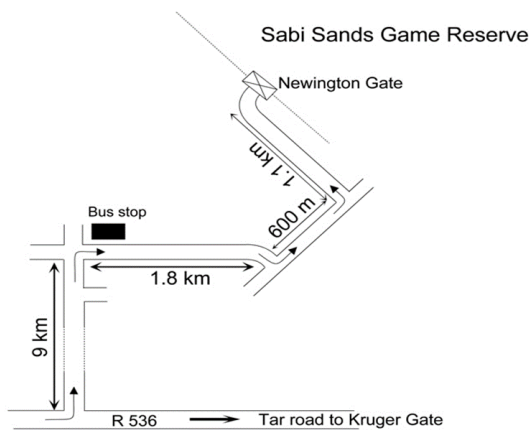 Sabi Sands Game Reserve
Newington Gate
1.1 km
600 m
Bus stop
1.8 km
9 km
R 536
Tar road to Kruger Gate